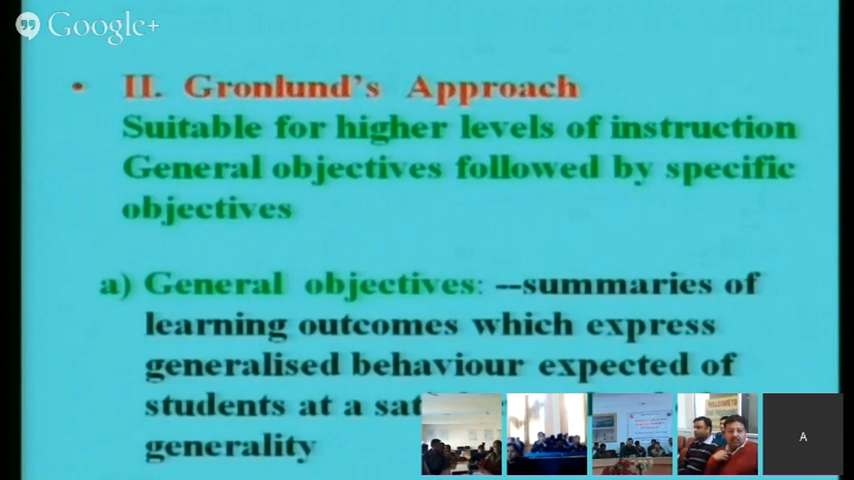 Google+
• II. Gronlund's Approach
Suitable for higher levels of instruction
General objectives followed by specific
objectives
a) General objectives: --summaries of
learning outcomes which express
generalised behaviour expected of
students at a
generality
A